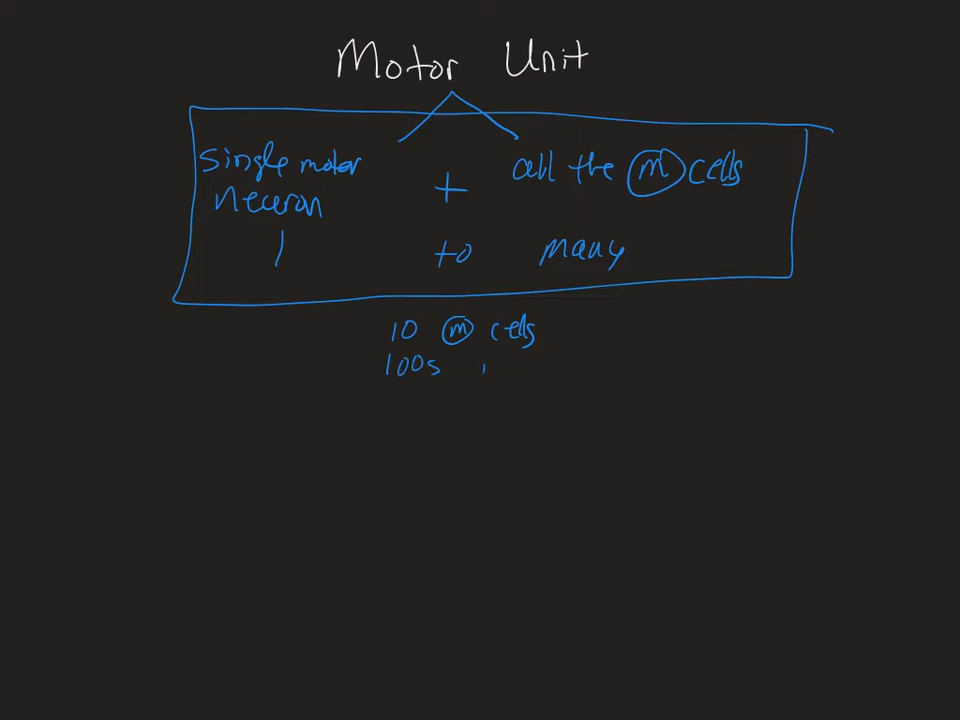 Motor Unit
single motor + all the m cells
neuron
1 to many
10 m cells
100s